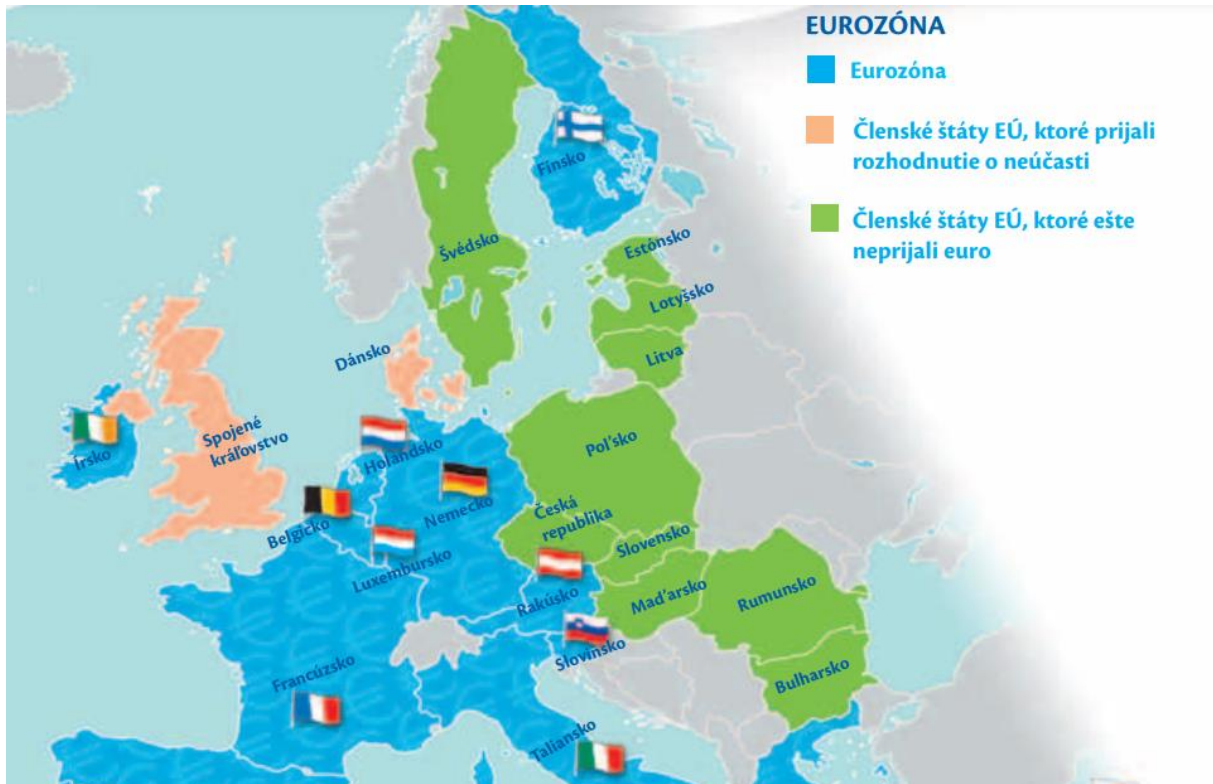 EUROZÓNA
Eurozóna
Členské štáty EÚ, ktoré prijali
rozhodnutie o neúčasti
Členské štáty EÚ, ktoré ešte
neprijali euro
Fínsko
Švédsko
Estónsko
Lotyšsko
Litva
Dánsko
Írsko
Spojené
kráľovstvo
Holandsko
Poľsko
Belgicko
Nemecko
Česká
republika
Luxembursko
Slovensko
Rakúsko
Maďarsko
Rumunsko
Slovinsko
Francúzsko
Bulharsko
Taliansko